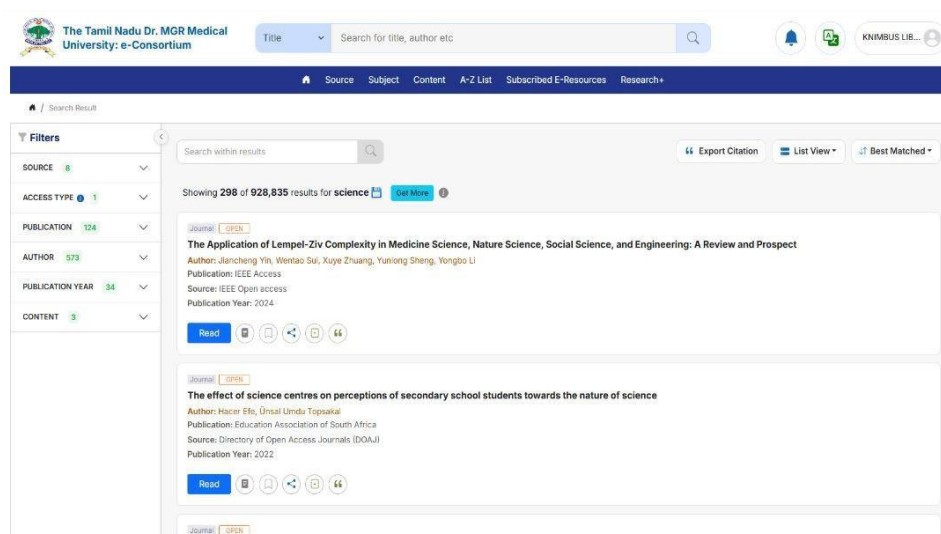 The Tamil Nadu Dr. MGR Medical
University: e-Consortium
Title
Search for title, author etc
KNIMBUS LIB...
Source Subject Content A-Z List Subscribed E-Resources Research+
/ Search Result
Filters
Search within results
Export Citation
List View
Best Matched
SOURCE 8
ACCESS TYPE 1
PUBLICATION 124
AUTHOR 573
PUBLICATION YEAR 34
CONTENT 3
Showing 298 of 928,835 results for science Get More
Journal OPEN
The Application of Lempel-Ziv Complexity in Medicine Science, Nature Science, Social Science, and Engineering: A Review and Prospect
Author: Jiancheng Yin, Wentao Sui, Xuye Zhuang, Yunlong Sheng, Yongbo Li
Publication: IEEE Access
Source: IEEE Open access
Publication Year: 2024
Read
Journal OPEN
The effect of science centres on perceptions of secondary school students towards the nature of science
Author: Hacer Efe, Ünsal Umdu Topsakal
Publication: Education Association of South Africa
Source: Directory of Open Access Journals (DOAJ)
Publication Year: 2022
Read
Journal OPEN